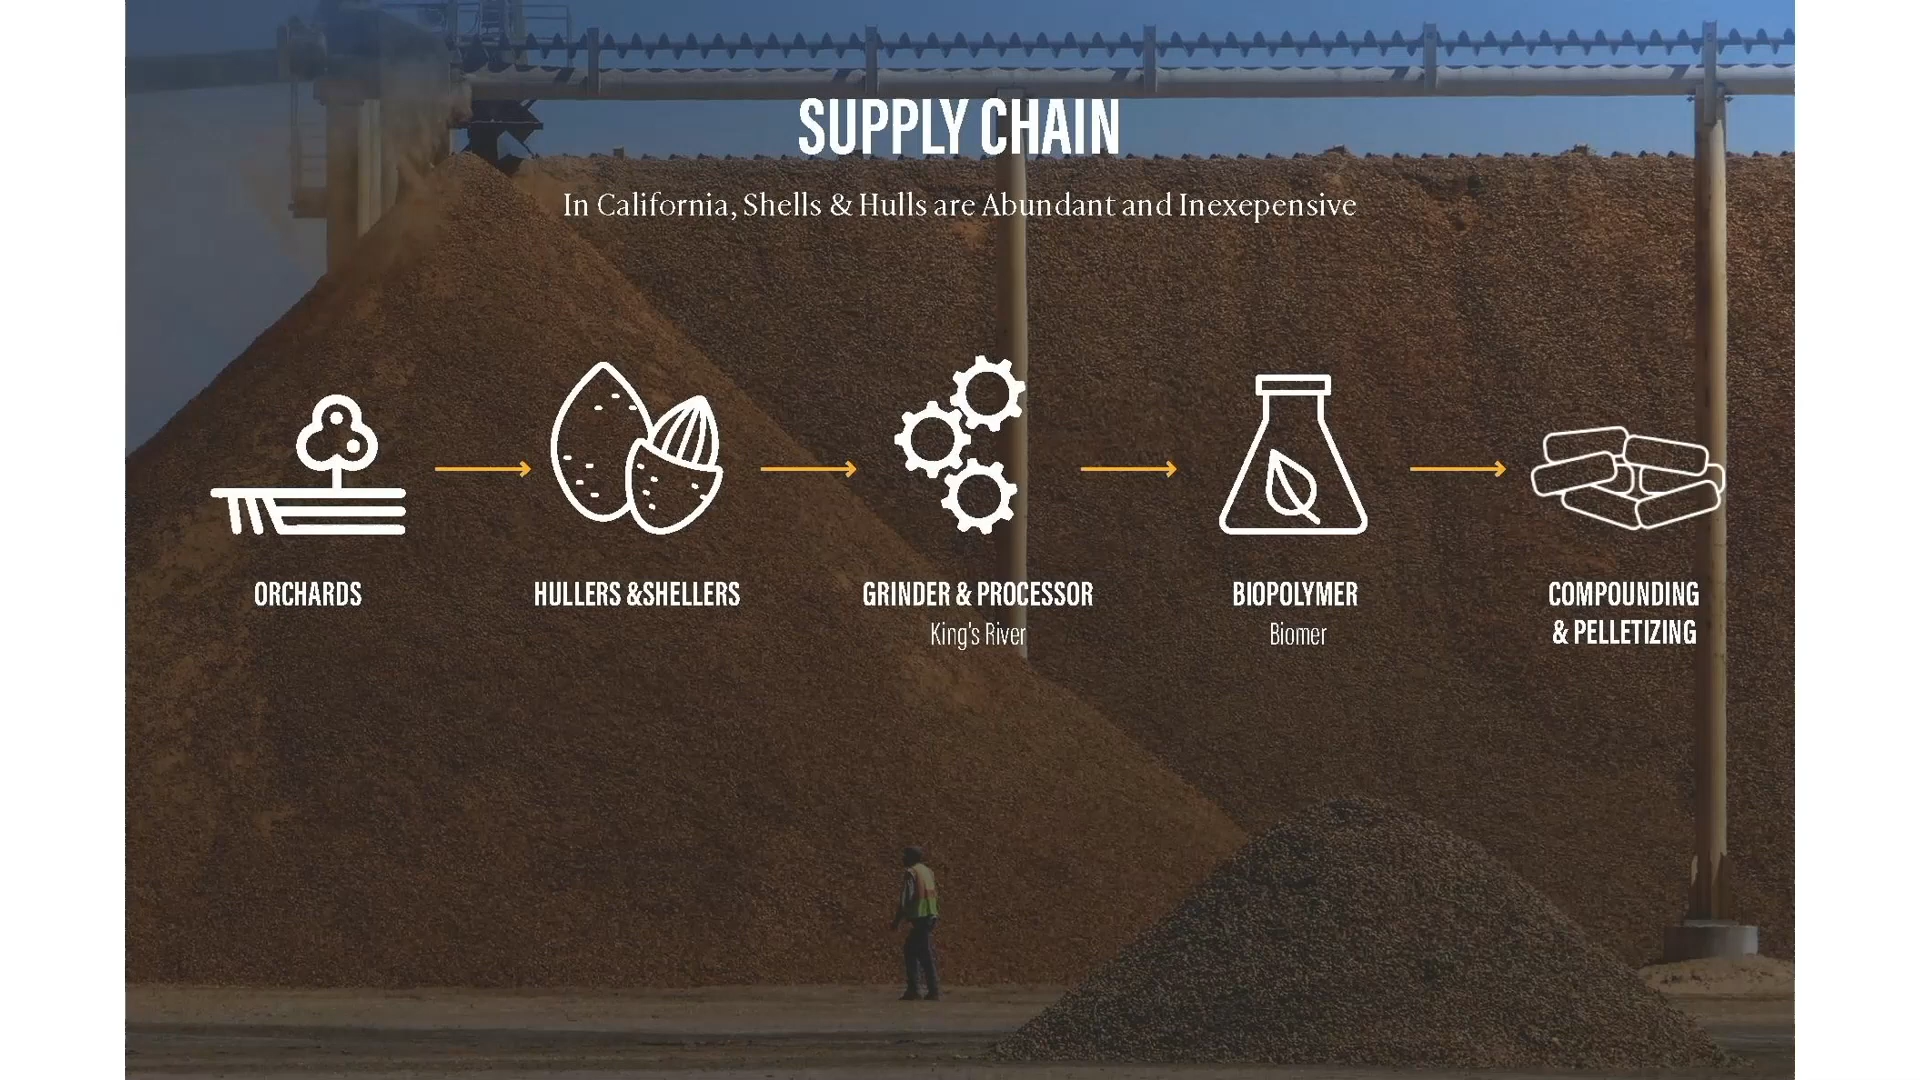 SUPPLY CHAIN
In California, Shells & Hulls are Abundant and Inexepensive
ORCHARDS
HULLERS &SHELLERS
GRINDER & PROCESSOR
King's River
BIOPOLYMER
Biomer
COMPOUNDING
& PELLETIZING